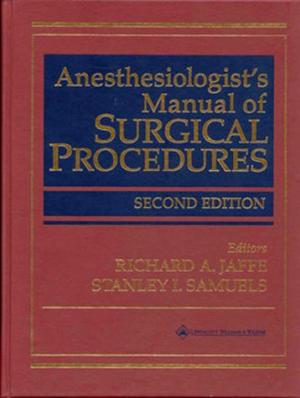 Anesthesiologist's
Manual of
SURGICAL
PROCEDURES
SECOND EDITION
Editors
RICHARD A. JAFFE
STANLEY I. SAMUELS